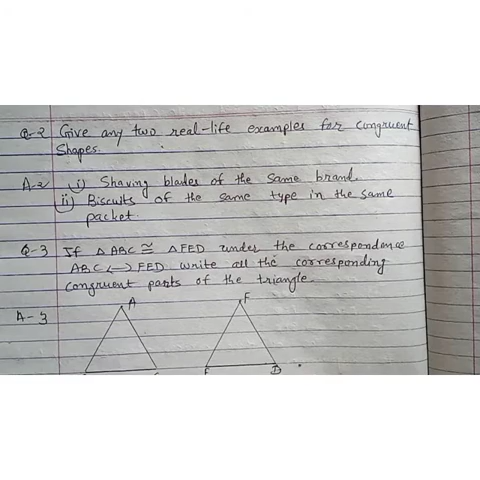 Q-2 Give any two real-life examples for congruent
Shapes.
A-2 i) Shaving blades of the same brand.
ii) Biscuits of the same type in the same
packet.
Q-3 If △ ABC ≅ △ FED under the correspondence
ABC ↔ FED write all the corresponding
congruent parts of the triangle.
A-3
A F
D